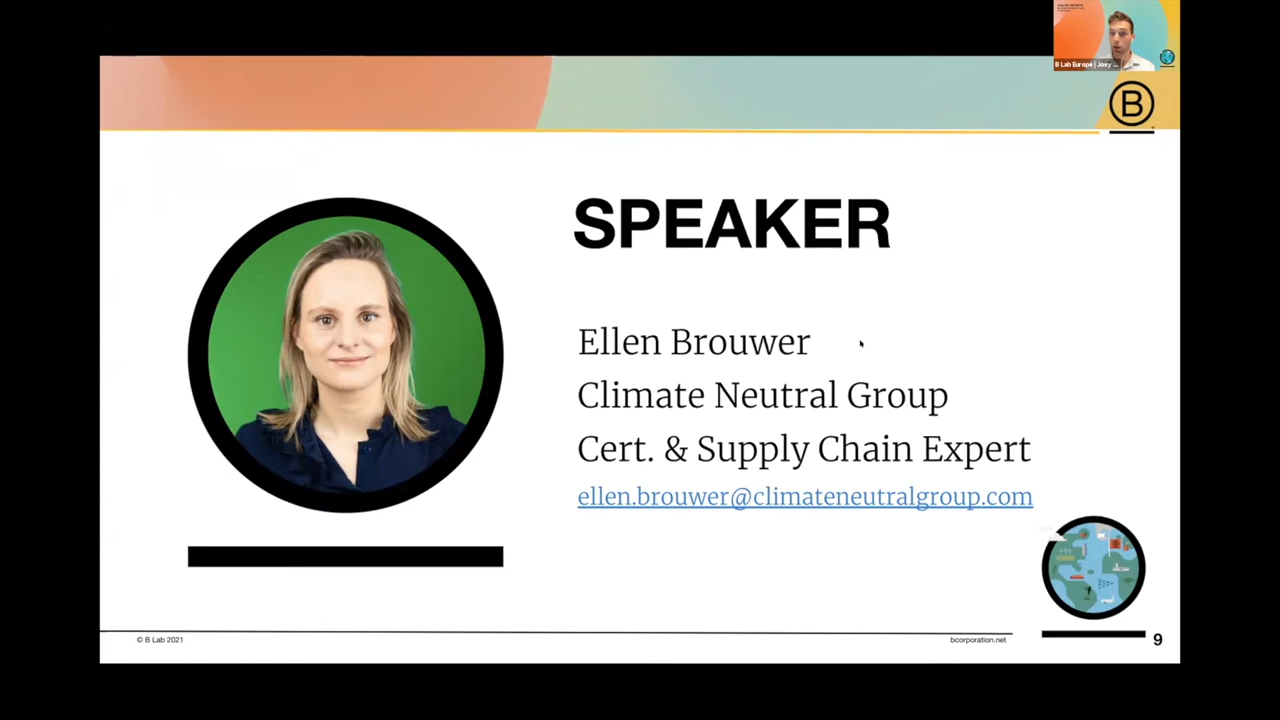 B Lab Europe | Joey ...
B
SPEAKER
Ellen Brouwer
Climate Neutral Group
Cert. & Supply Chain Expert
ellen.brouwer@climateneutralgroup.com
© B Lab 2021
bcorporation.net
9